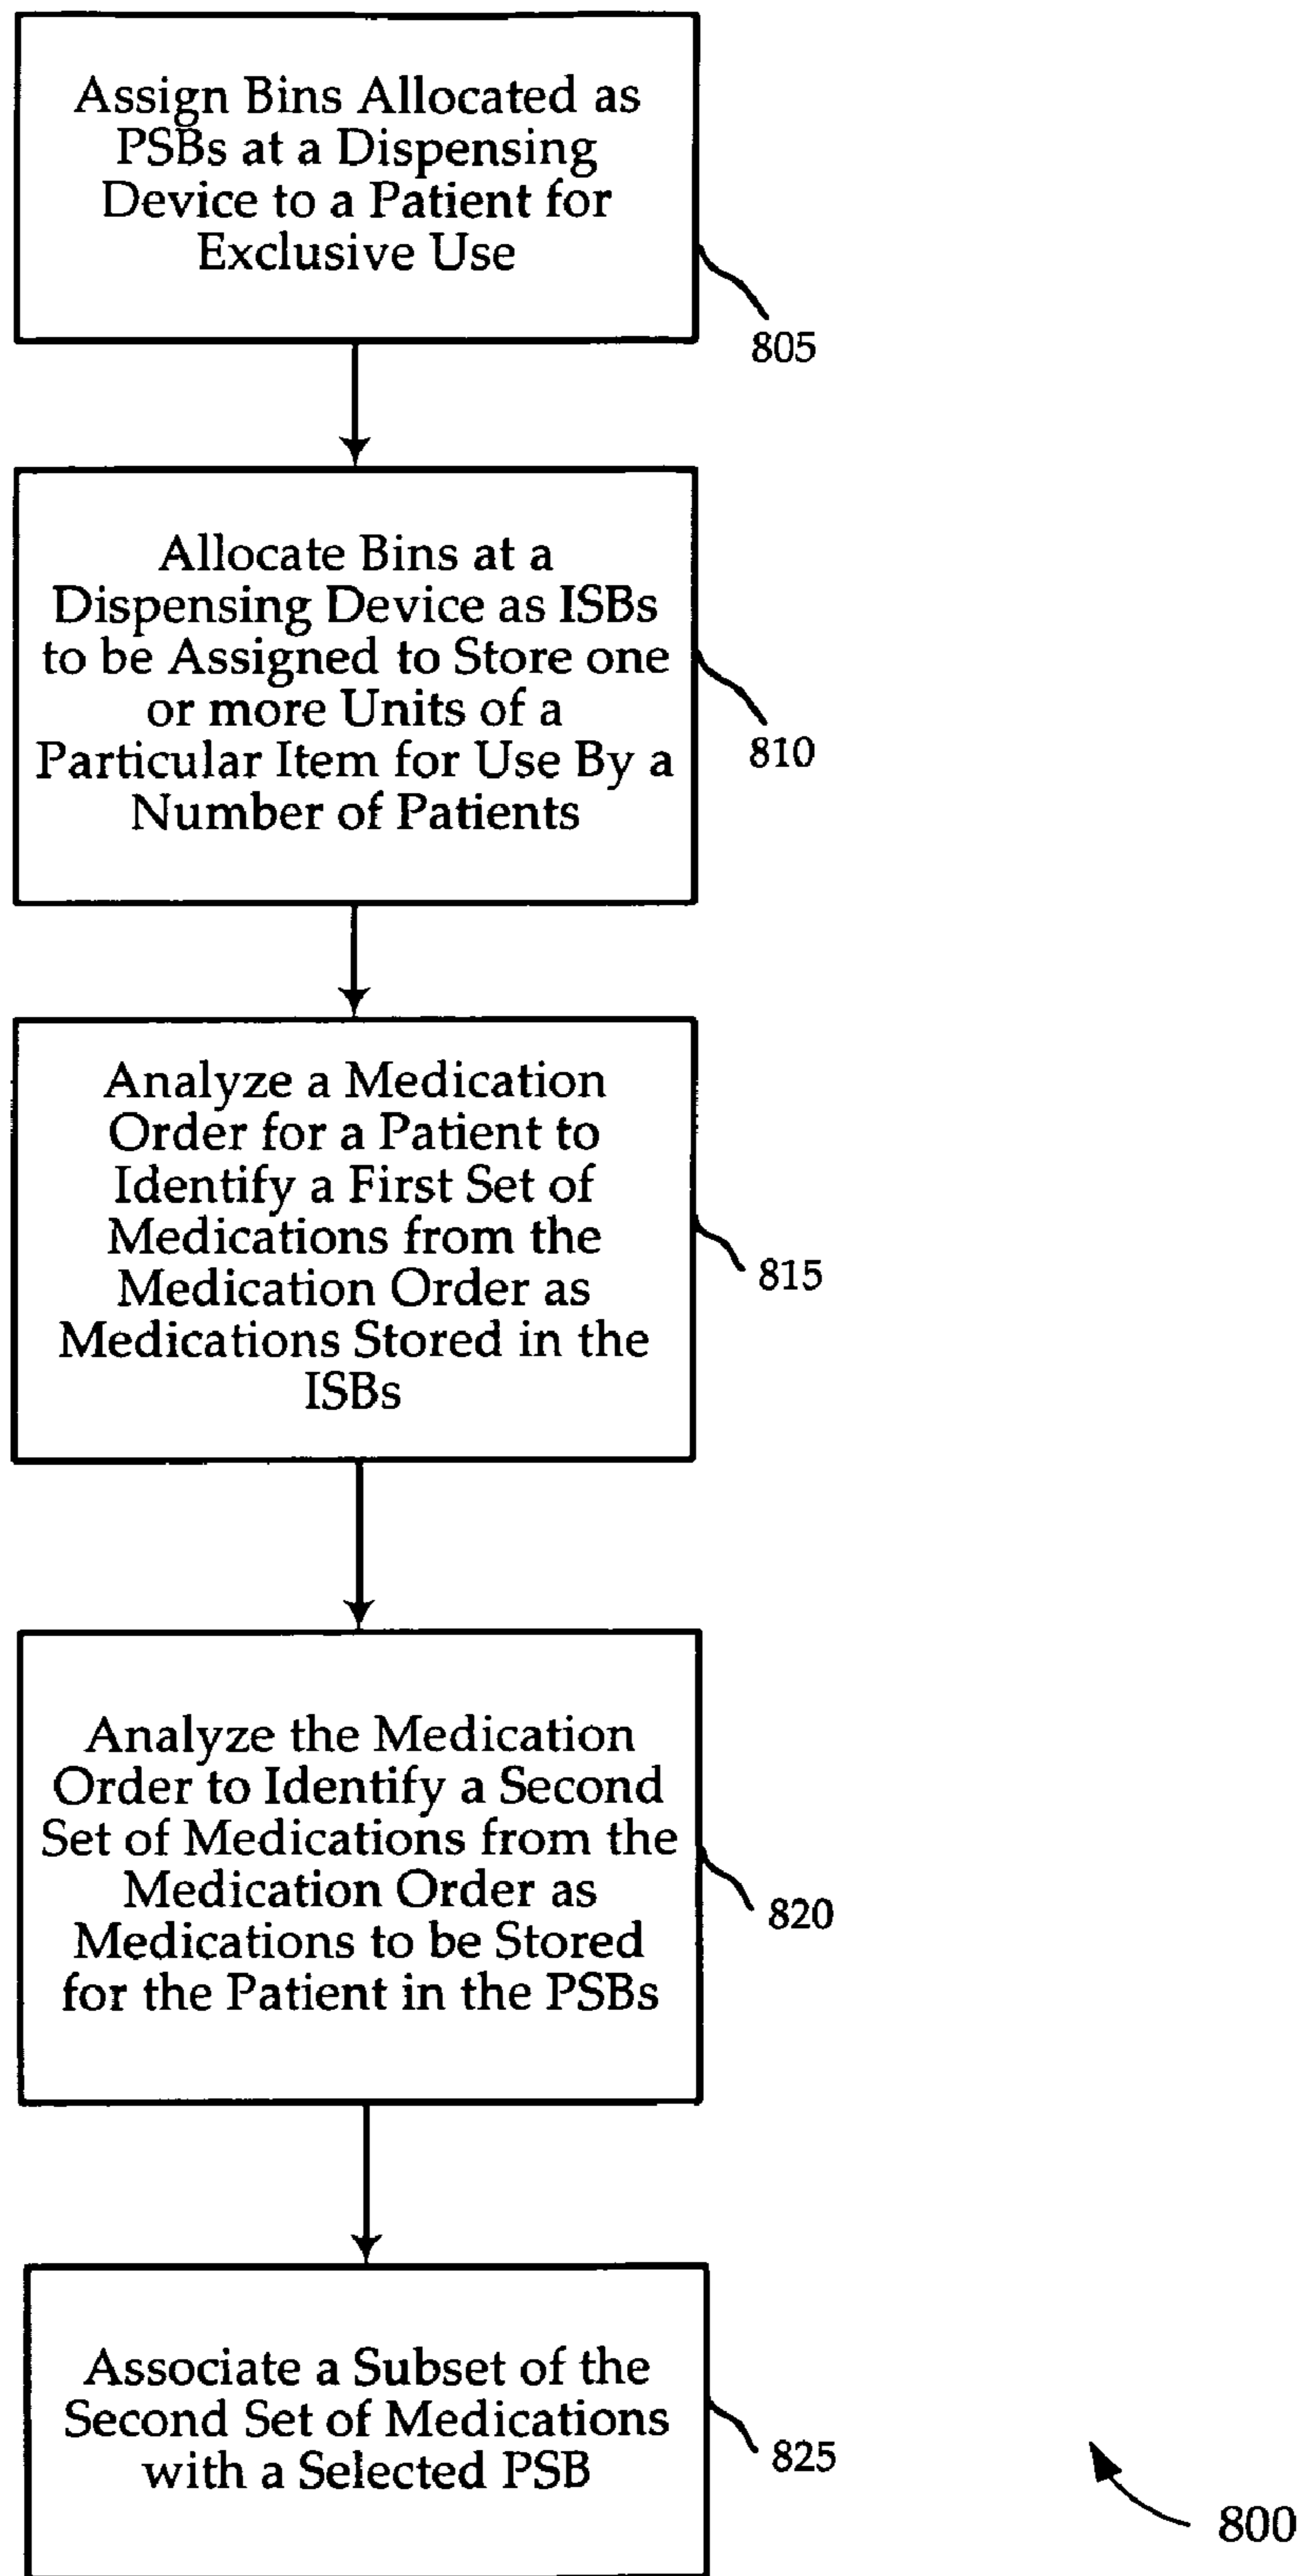 Assign Bins Allocated as
PSBs at a Dispensing
Device to a Patient for
Exclusive Use
805
Allocate Bins at a
Dispensing Device as ISBs
to be Assigned to Store one
or more Units of a
Particular Item for Use By a
Number of Patients
810
Analyze a Medication
Order for a Patient to
Identify a First Set of
Medications from the
Medication Order as
Medications Stored in the
ISBs
815
Analyze the Medication
Order to Identify a Second
Set of Medications from the
Medication Order as
Medications to be Stored
for the Patient in the PSBs
820
Associate a Subset of the
Second Set of Medications
with a Selected PSB
825
800